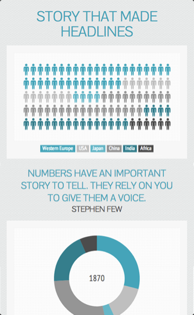 STORY THAT MADE
HEADLINES
Western Europe USA Japan China India Africa
NUMBERS HAVE AN IMPORTANT
STORY TO TELL. THEY RELY ON YOU
TO GIVE THEM A VOICE.
STEPHEN FEW
1870